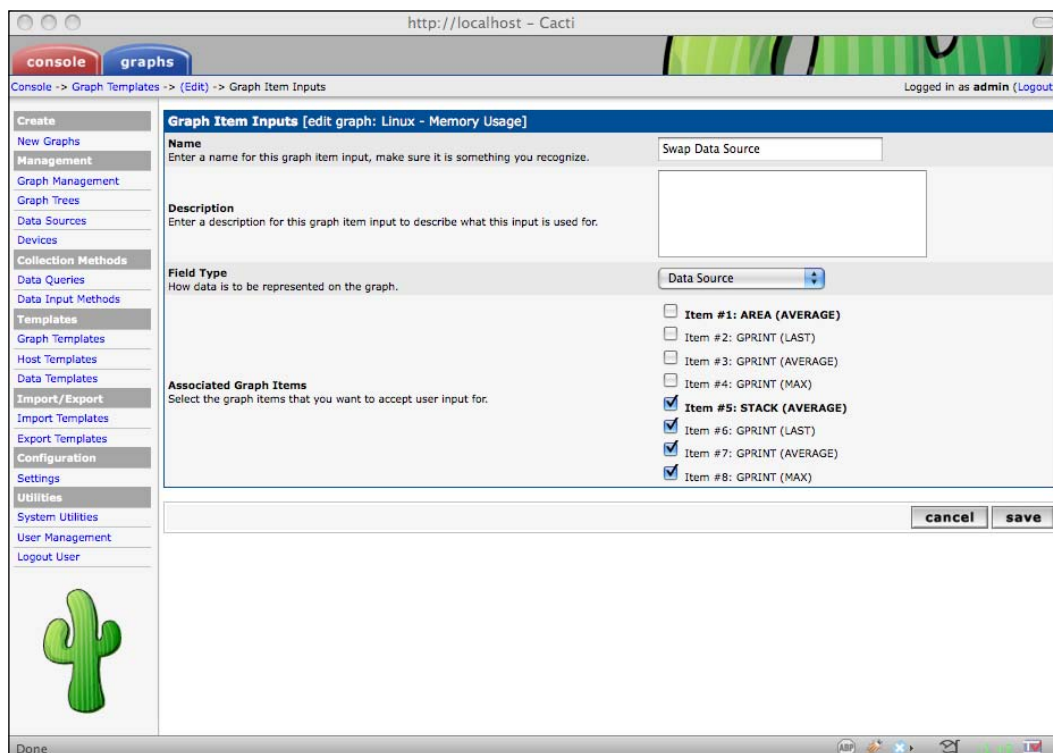 http://localhost – Cacti
console graphs
Console -> Graph Templates -> (Edit) -> Graph Item Inputs
Logged in as admin (Logout
Create
New Graphs
Management
Graph Management
Graph Trees
Data Sources
Devices
Collection Methods
Data Queries
Data Input Methods
Templates
Graph Templates
Host Templates
Data Templates
Import/Export
Import Templates
Export Templates
Configuration
Settings
Utilities
System Utilities
User Management
Logout User
Graph Item Inputs [edit graph: Linux - Memory Usage]
Name
Enter a name for this graph item input, make sure it is something you recognize.
Swap Data Source
Description
Enter a description for this graph item input to describe what this input is used for.
Field Type
How data is to be represented on the graph.
Data Source
Associated Graph Items
Select the graph items that you want to accept user input for.
Item #1: AREA (AVERAGE)
Item #2: GPRINT (LAST)
Item #3: GPRINT (AVERAGE)
Item #4: GPRINT (MAX)
Item #5: STACK (AVERAGE)
Item #6: GPRINT (LAST)
Item #7: GPRINT (AVERAGE)
Item #8: GPRINT (MAX)
cancel save
Done
ABP